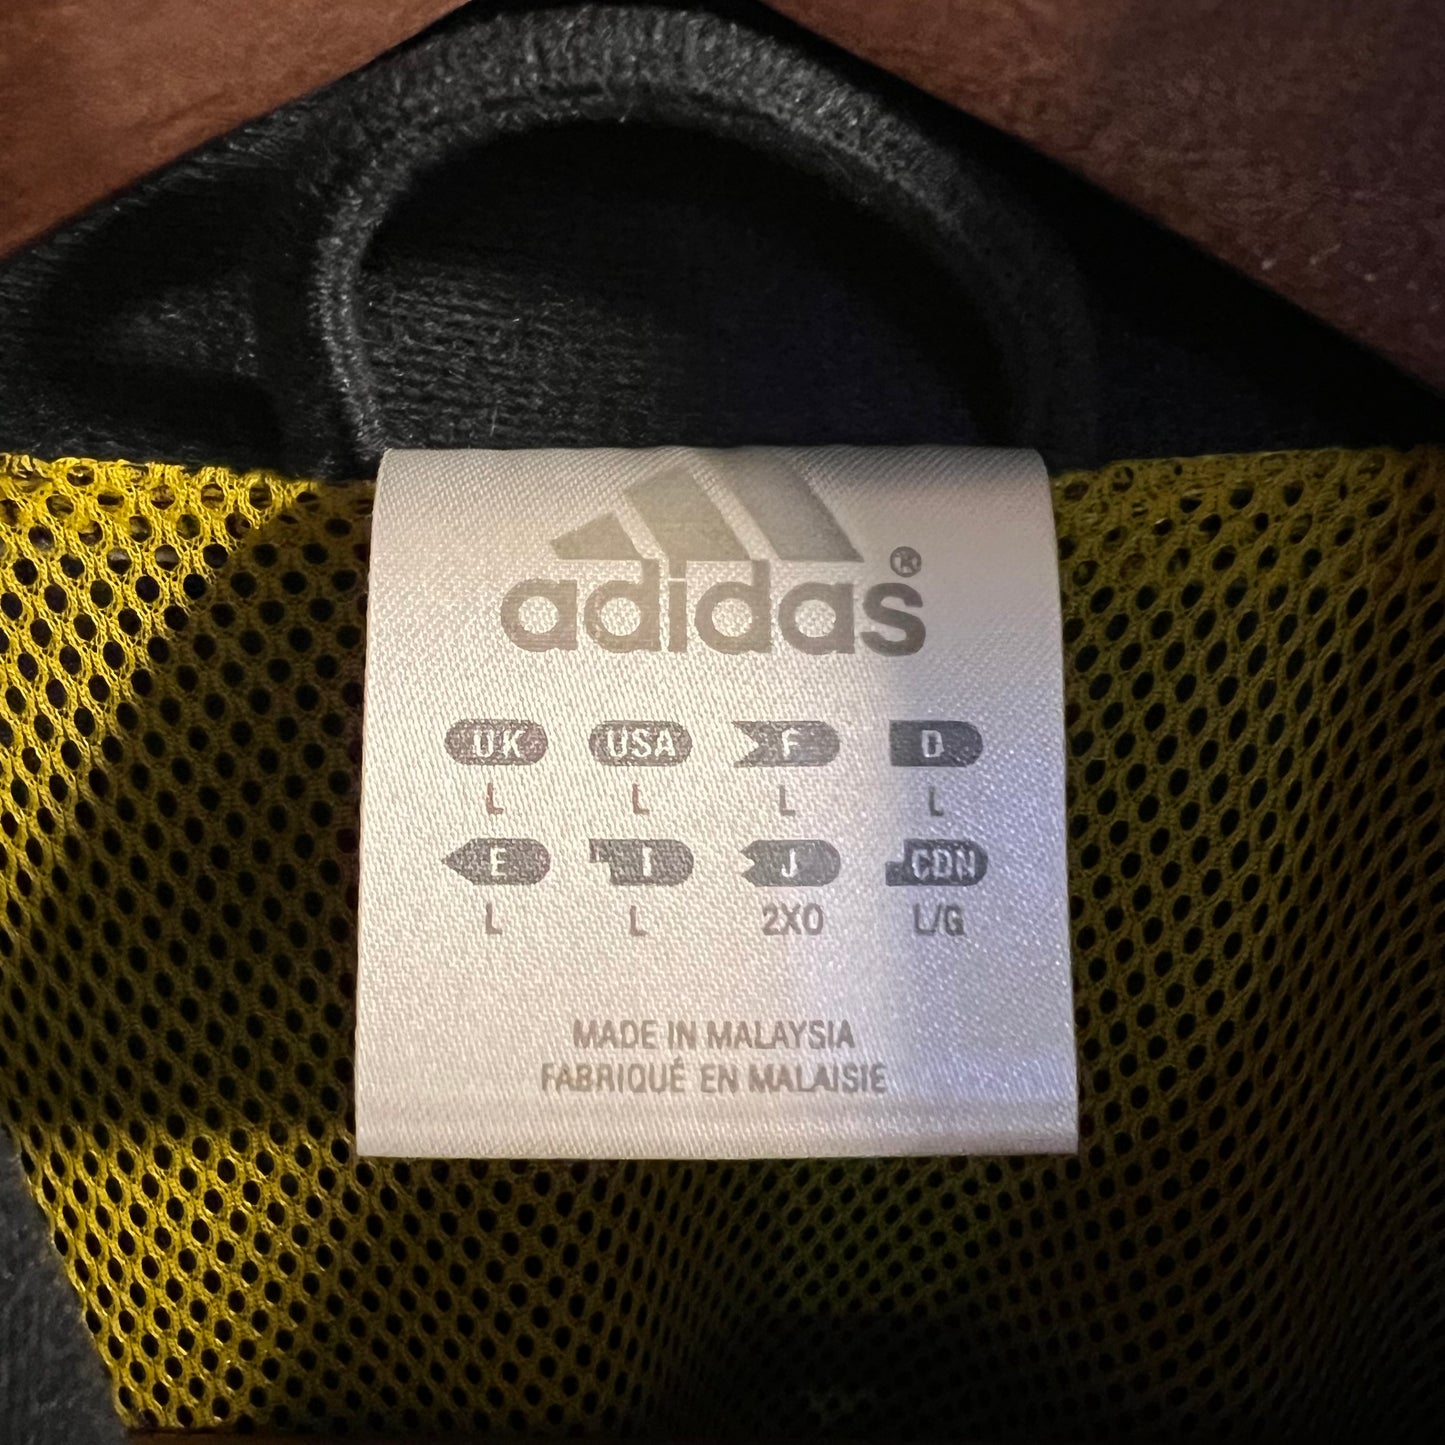 adidas®
UK USA F D
L L L L
E I J CDN
L L 2XO L/G
MADE IN MALAYSIA
FABRIQUÉ EN MALAISIE